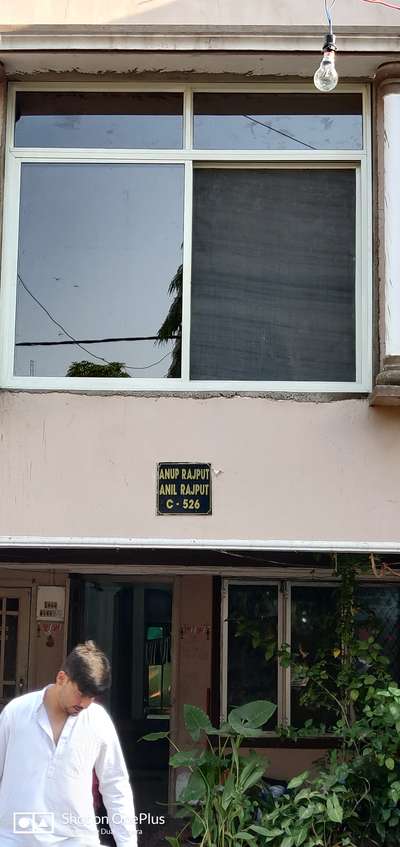 ANUP RAJPUT
ANIL RAJPUT
C - 526
Shot on OnePlus